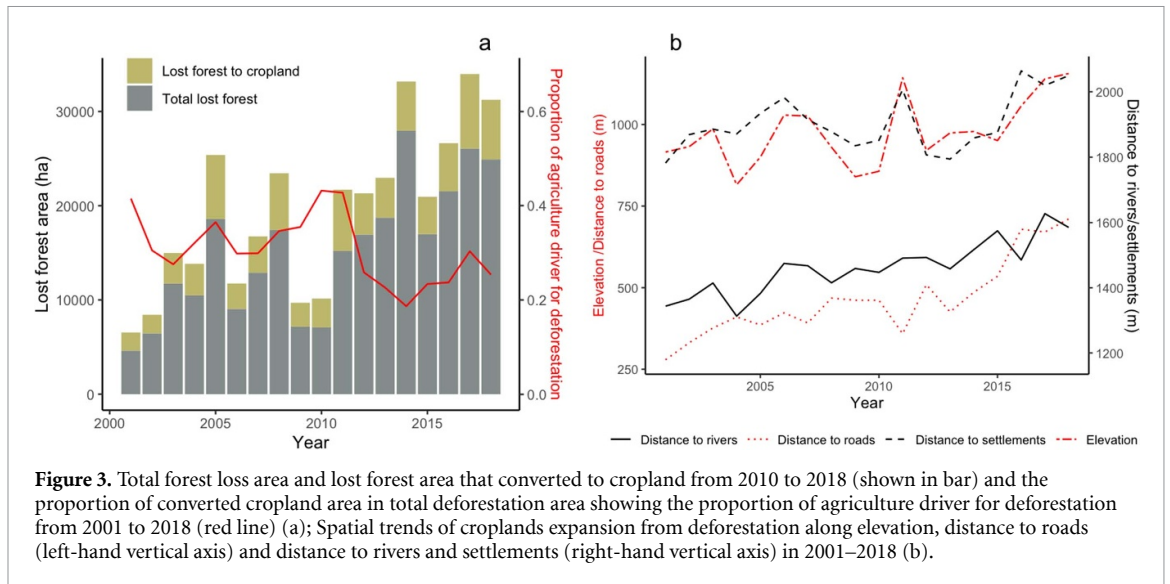 a
Lost forest to cropland
Total lost forest
Lost forest area (ha)
30000
20000
10000
0
Proportion of agriculture driver for deforestation
0.6
0.4
0.2
0.0
2000
2005
2010
2015
Year
b
Elevation /Distance to roads (m)
1000
750
500
250
Distance to rivers/settlements (m)
2000
1800
1600
1400
1200
2005
2010
2015
Year
Distance to rivers
Distance to roads
Distance to settlements
Elevation
Figure 3. Total forest loss area and lost forest area that converted to cropland from 2010 to 2018 (shown in bar) and the
proportion of converted cropland area in total deforestation area showing the proportion of agriculture driver for deforestation
from 2001 to 2018 (red line) (a); Spatial trends of croplands expansion from deforestation along elevation, distance to roads
(left-hand vertical axis) and distance to rivers and settlements (right-hand vertical axis) in 2001–2018 (b).